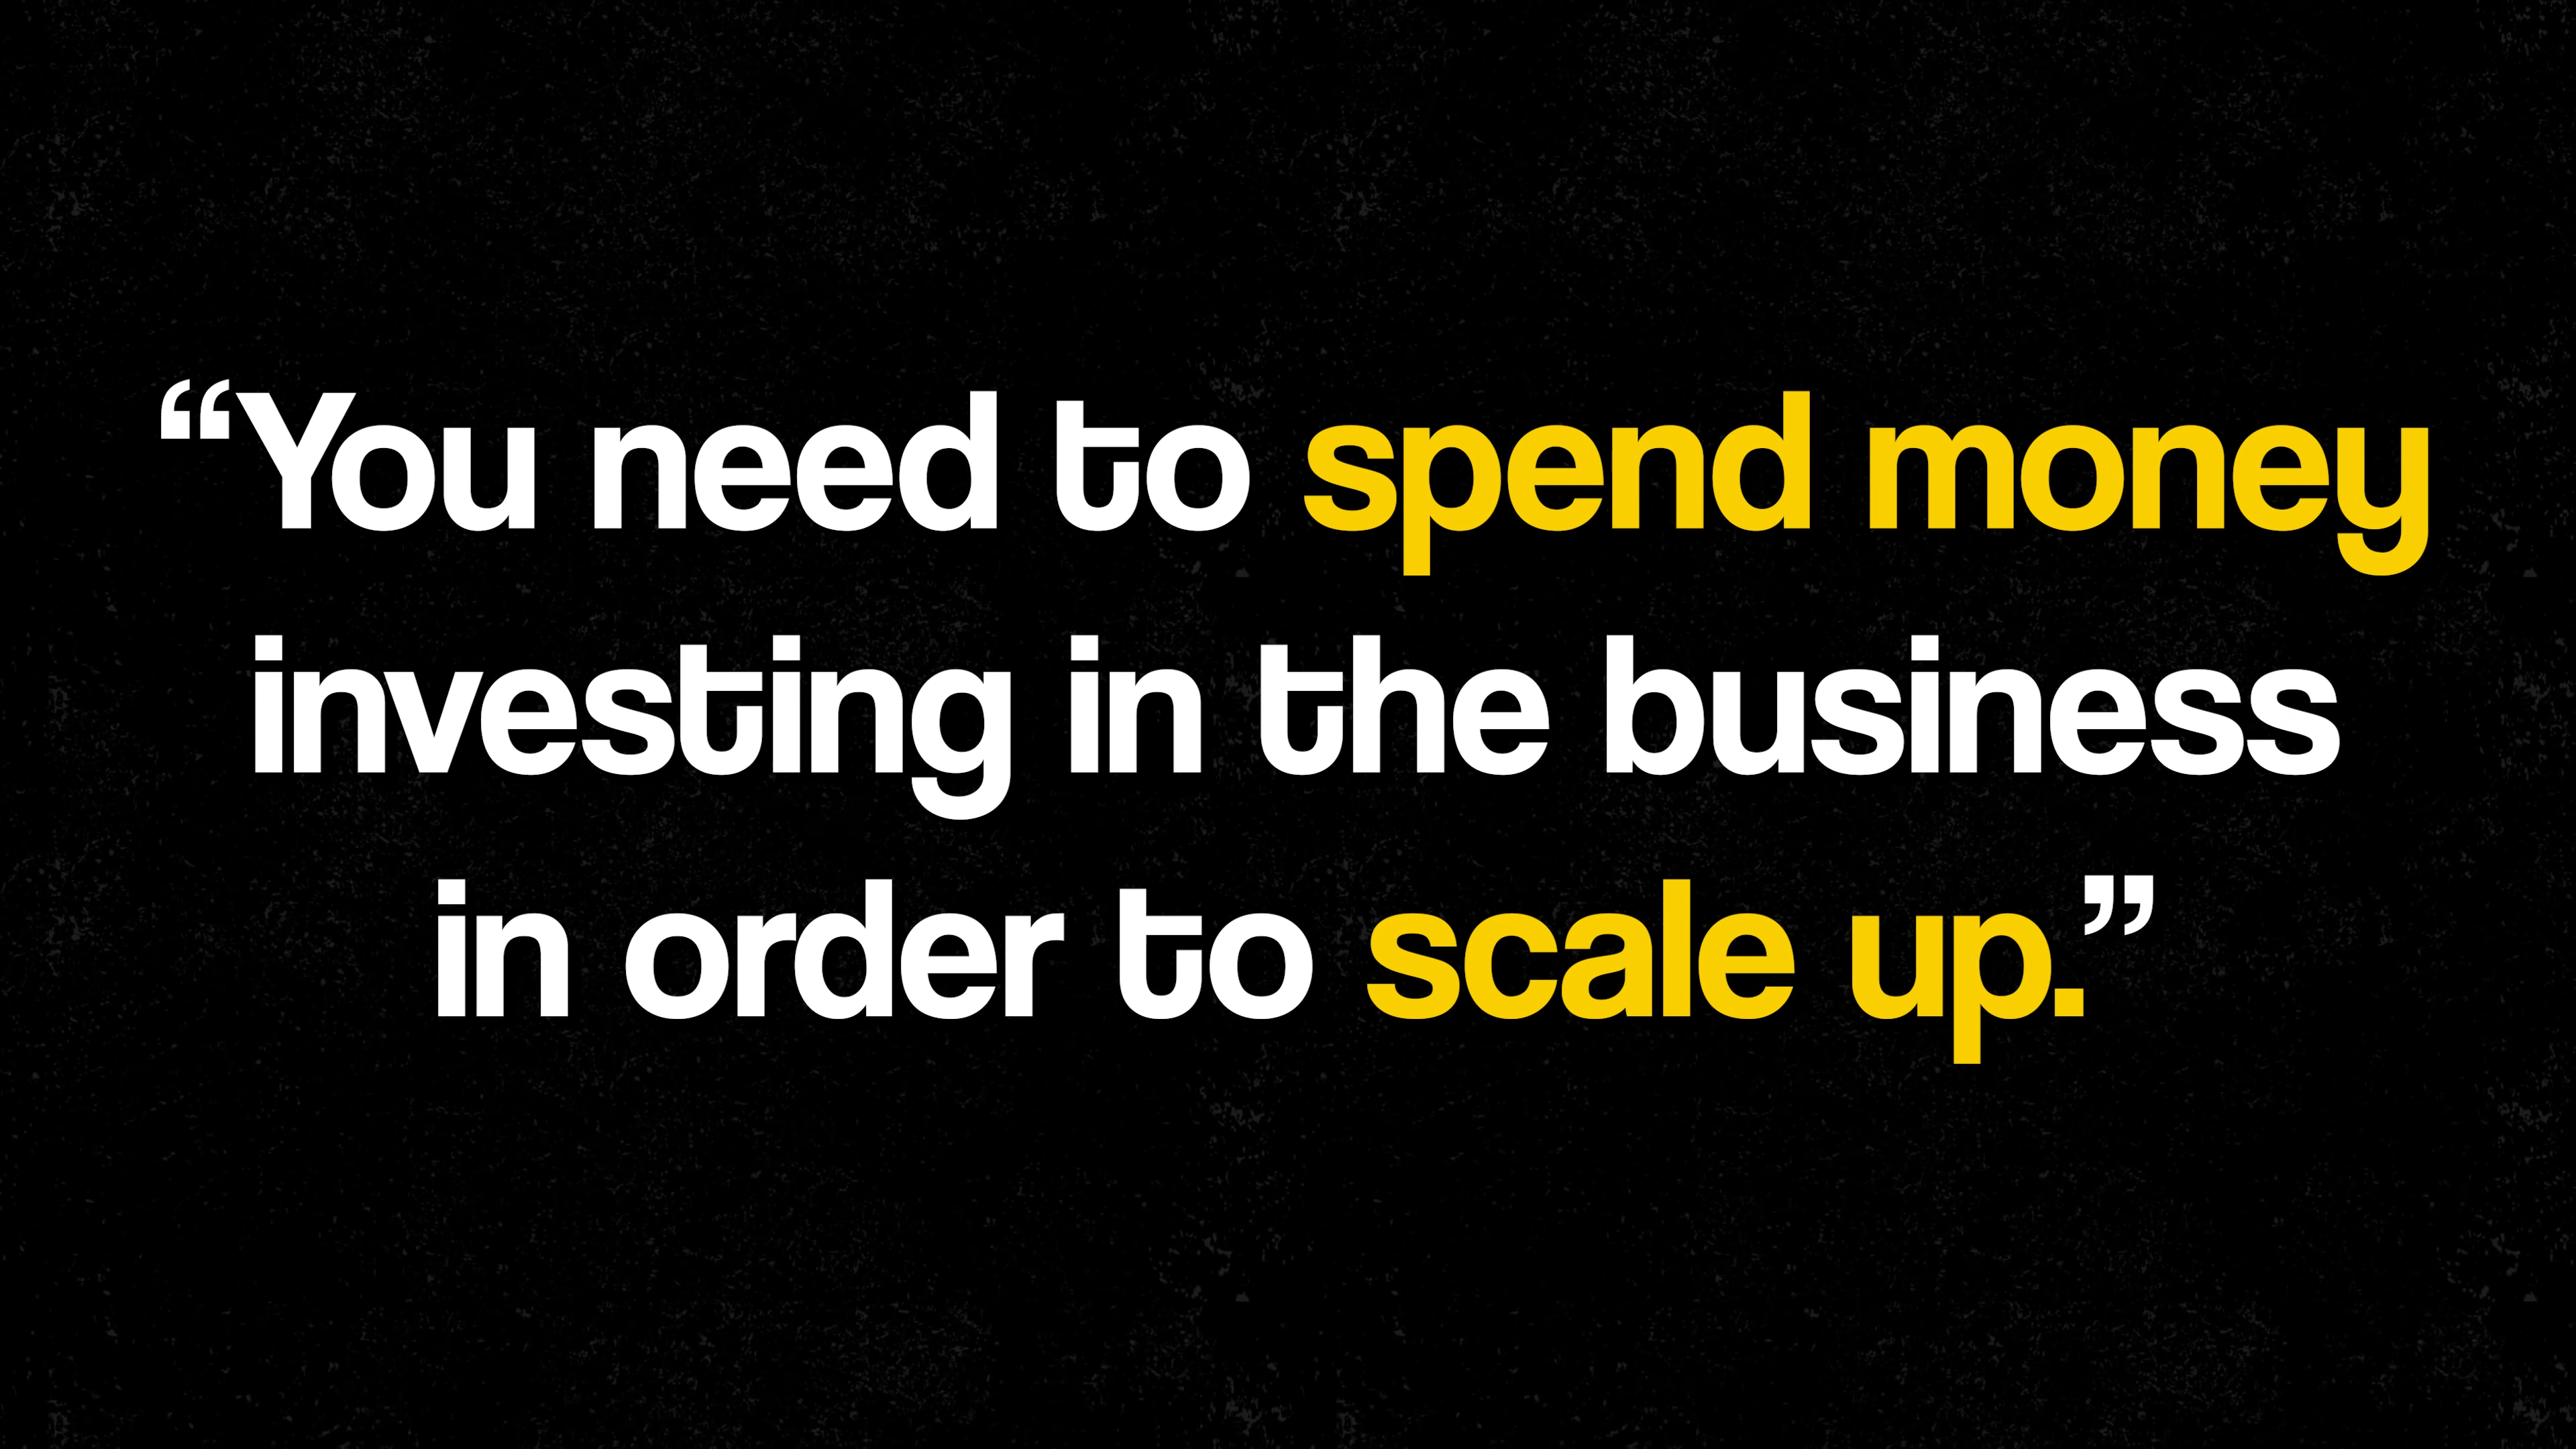 “You need to spend money
investing in the business
in order to scale up.”